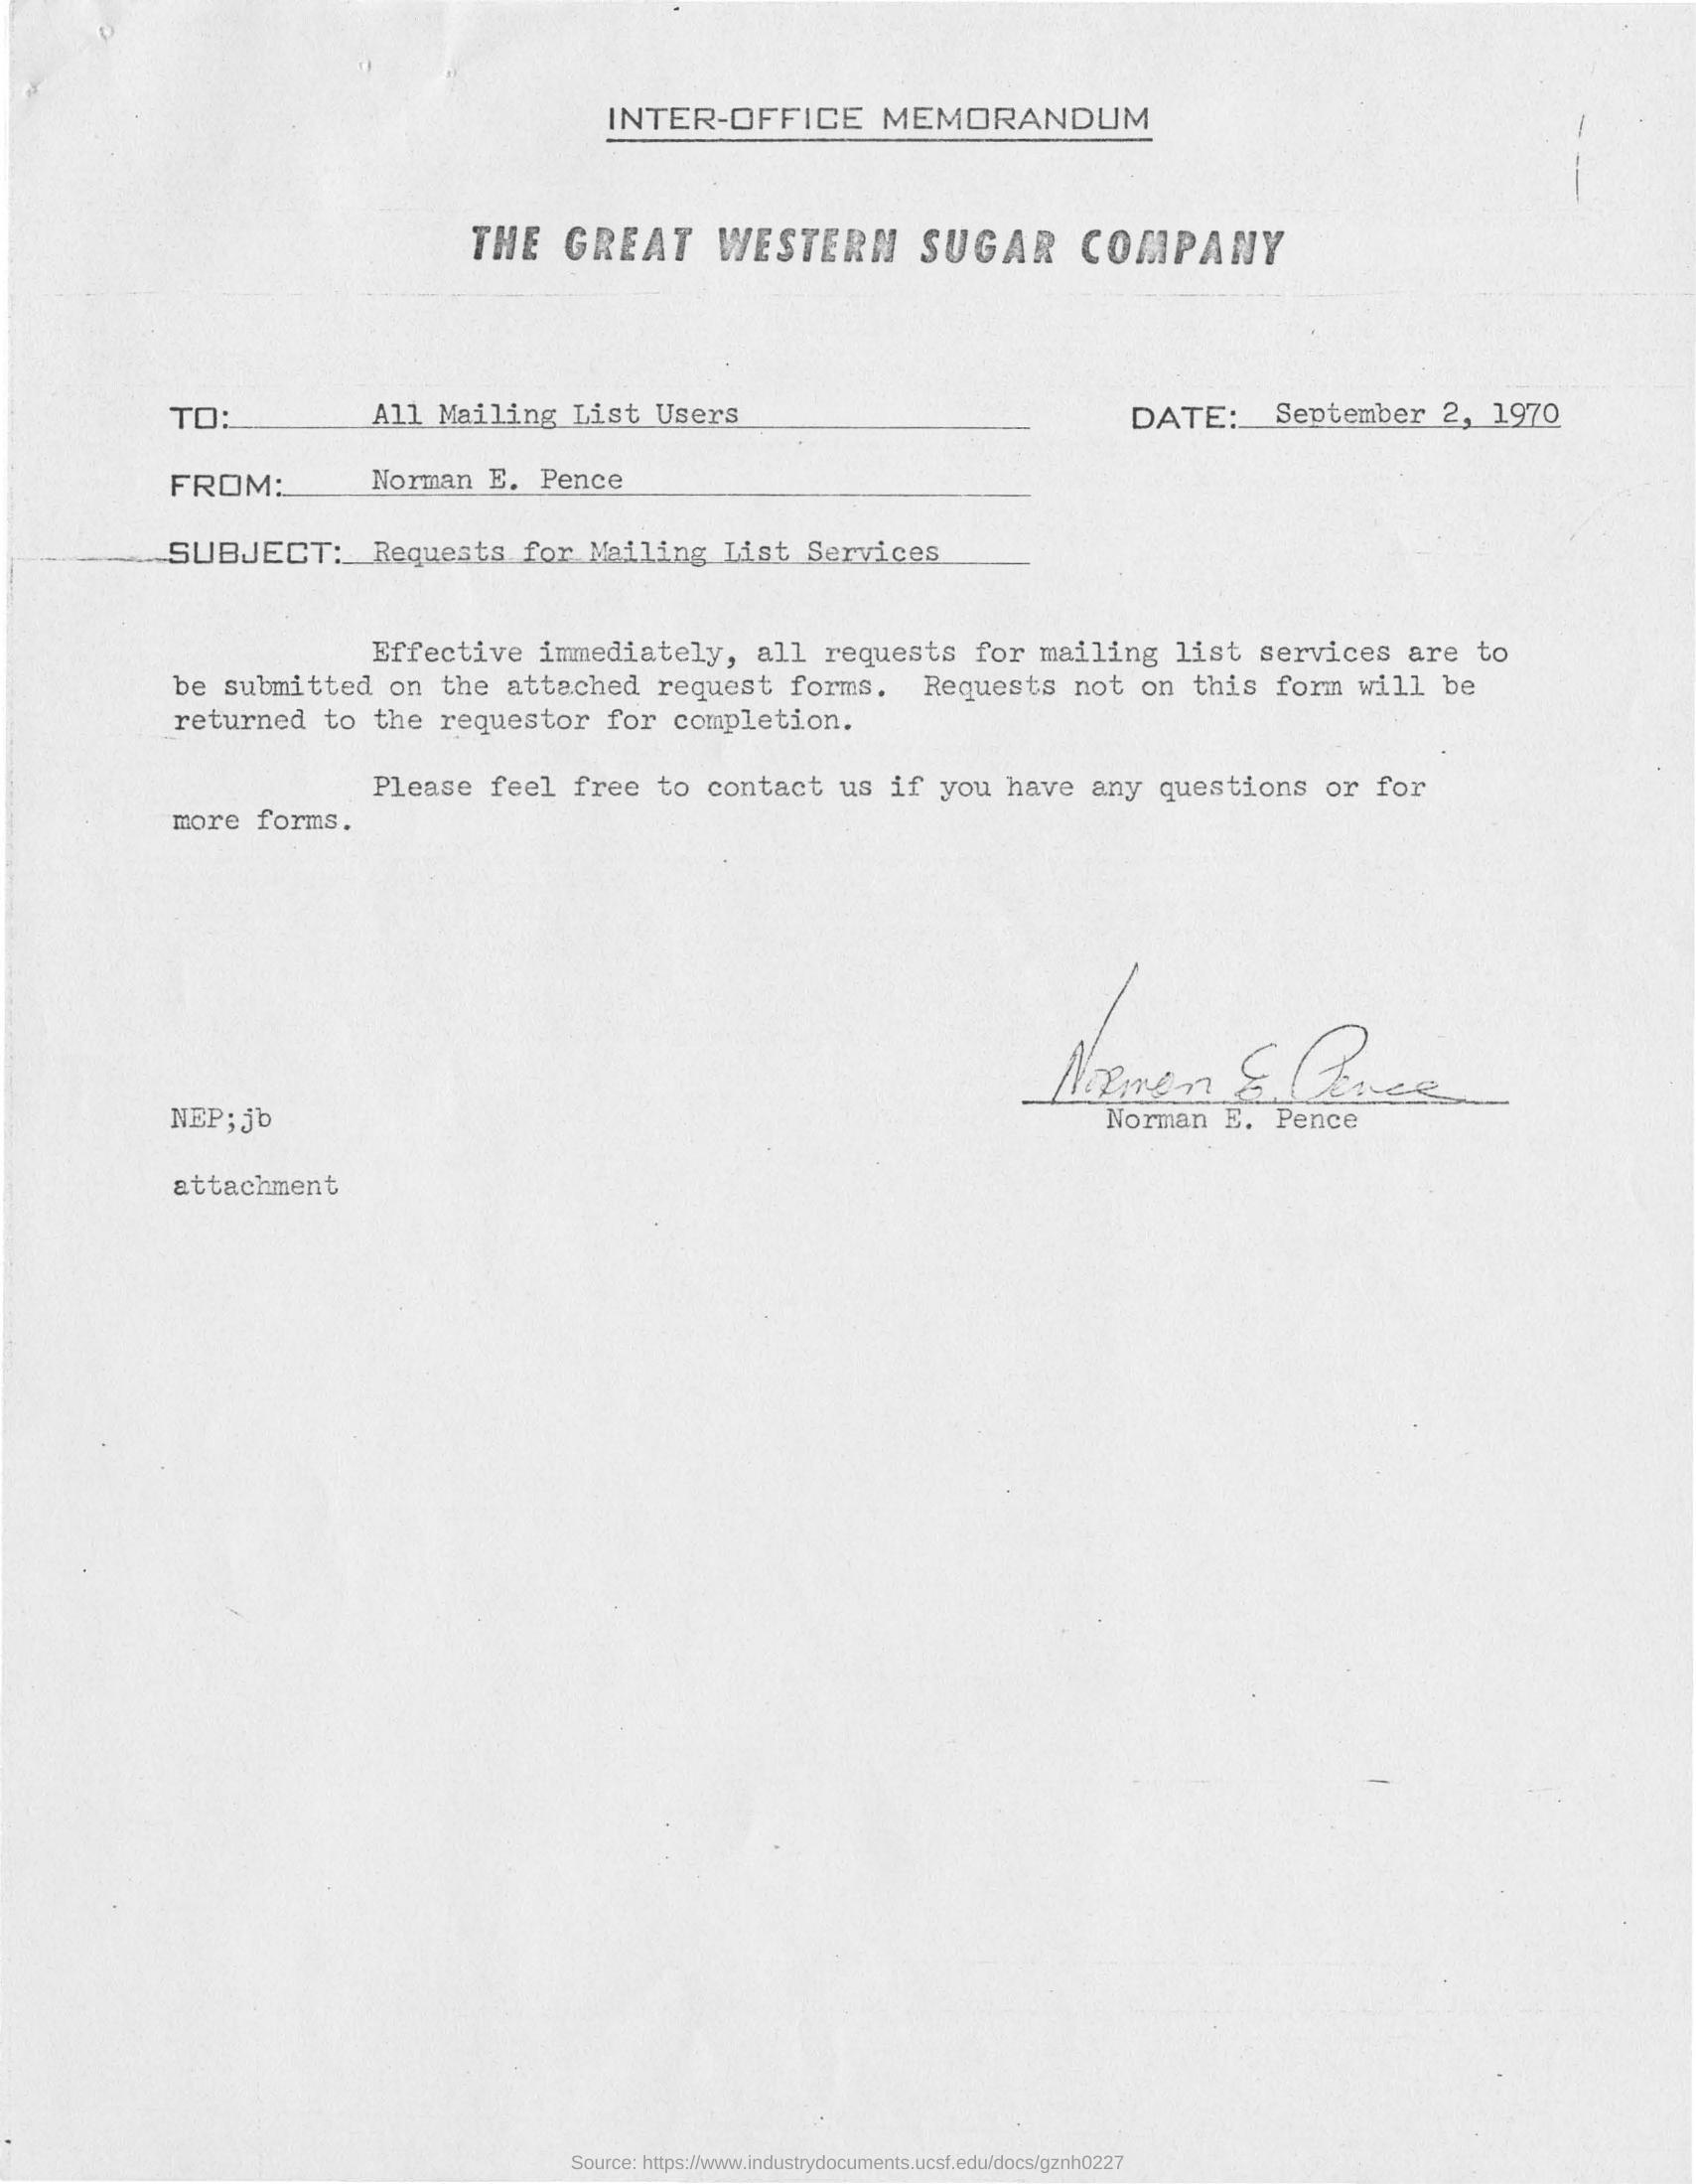 INTER-OFFICE MEMORANDUM
THE GREAT WESTERN SUGAR COMPANY
TO: All Mailing List Users DATE: September 2, 1970
FROM: Norman E. Pence
SUBJECT: Requests for Mailing List Services
Effective immediately, all requests for mailing list services are to
be submitted on the attached request forms. Requests not on this form will be
returned to the requestor for completion.
Please feel free to contact us if you have any questions or for
more forms.
Norman E. Pence
NEP;jb Norman E. Pence
attachment
Source: https://www.industrydocuments.ucsf.edu/docs/gznh0227